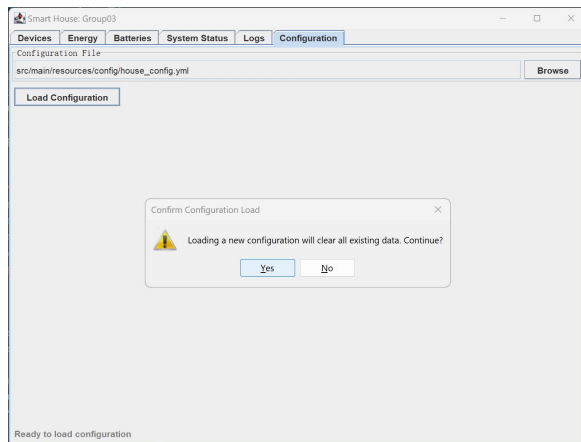 Smart House: Group03
Devices Energy Batteries System Status Logs Configuration
Configuration File
src/main/resources/config/house_config.yml Browse
Load Configuration
Confirm Configuration Load
Loading a new configuration will clear all existing data. Continue?
Yes No
Ready to load configuration